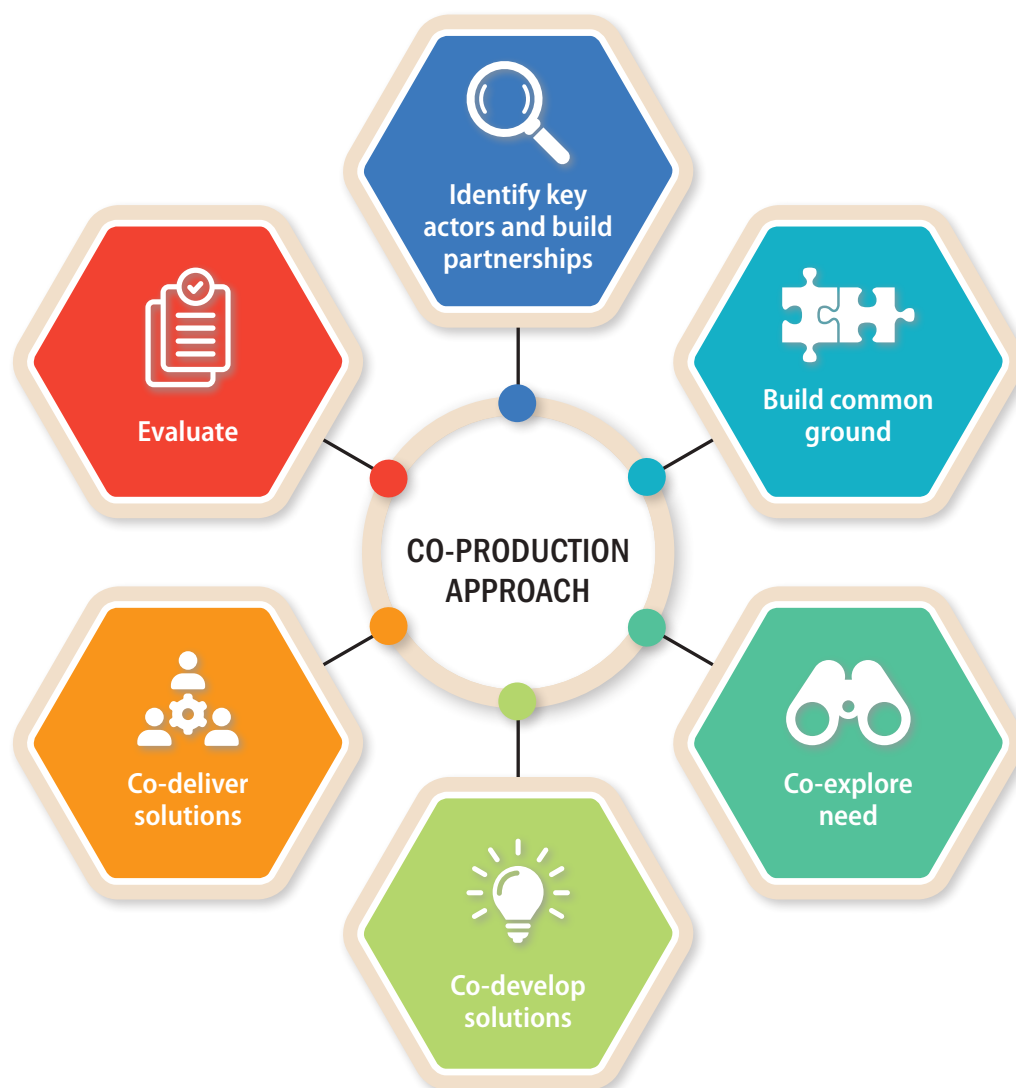 Identify key
actors and build
partnerships
Build common
ground
Co-explore
need
Co-develop
solutions
Co-deliver
solutions
Evaluate
CO-PRODUCTION
APPROACH